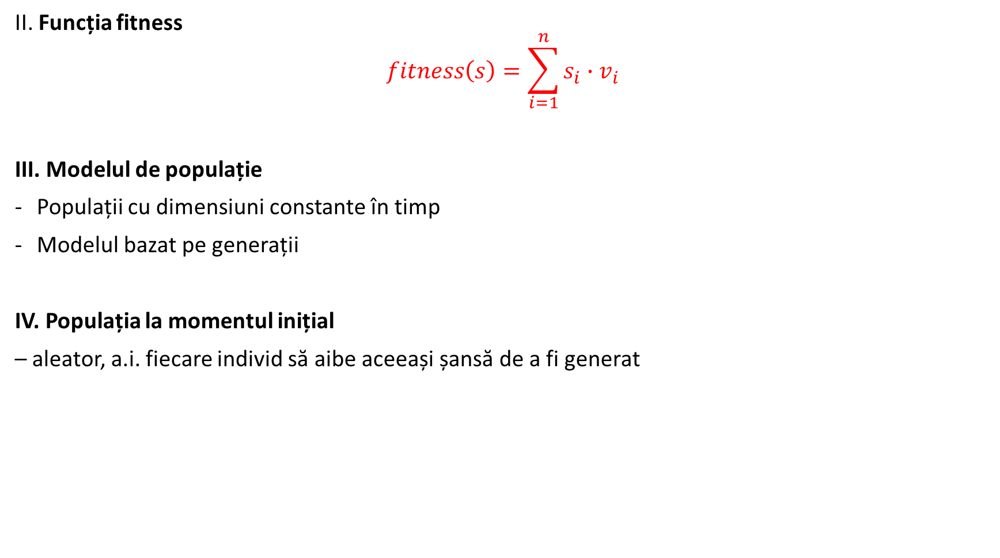 II. Funcția fitness
fitness(s) = \sum_{i=1}^{n} s_i · v_i
III. Modelul de populație
- Populații cu dimensiuni constante în timp
- Modelul bazat pe generații
IV. Populația la momentul inițial
– aleator, a.i. fiecare individ să aibe aceeași șansă de a fi generat